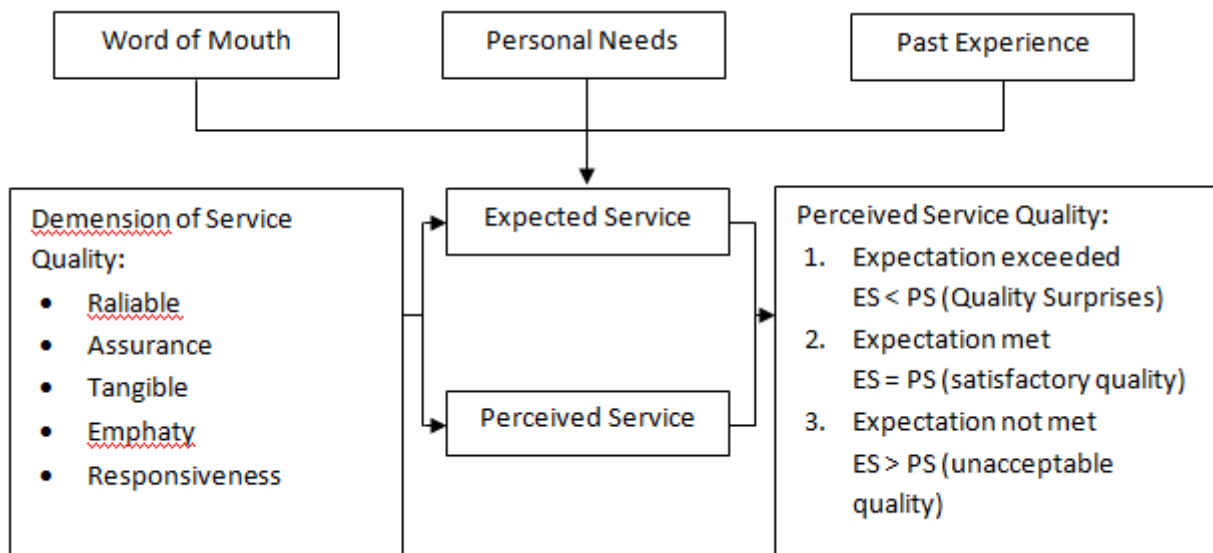 Word of Mouth
Personal Needs
Past Experience
Demension of Service
Quality:
• Raliable
• Assurance
• Tangible
• Emphaty
• Responsiveness
Expected Service
Perceived Service
Perceived Service Quality:
1. Expectation exceeded
ES < PS (Quality Surprises)
2. Expectation met
ES = PS (satisfactory quality)
3. Expectation not met
ES > PS (unacceptable
quality)